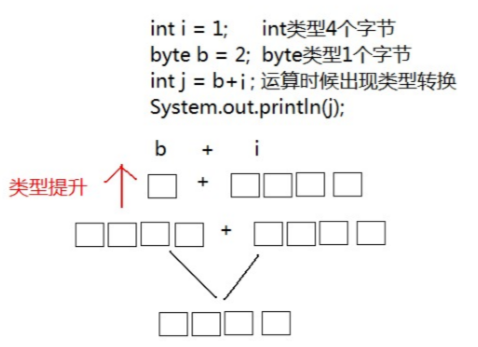 int i = 1; int类型4个字节
byte b = 2; byte类型1个字节
int j = b+i ; 运算时候出现类型转换
System.out.println(j);
b + i
类型提升 +
+